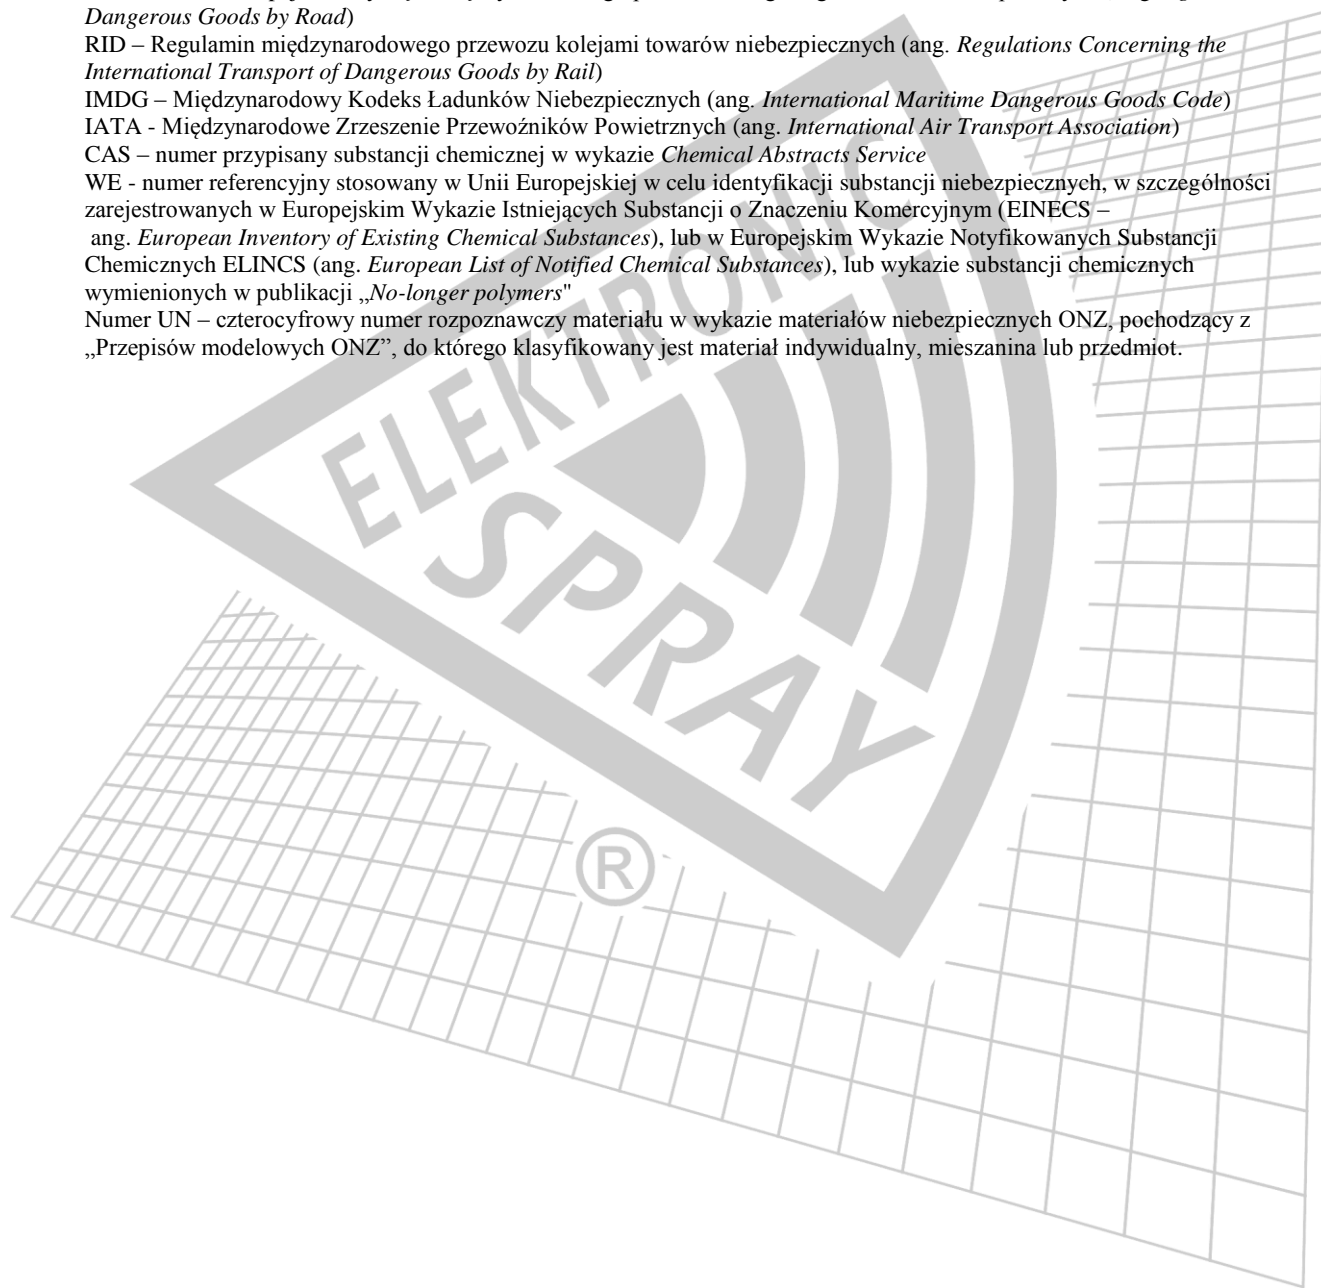 Dangerous Goods by Road)
RID – Regulamin międzynarodowego przewozu kolejami towarów niebezpiecznych (ang. Regulations Concerning the
International Transport of Dangerous Goods by Rail)
IMDG – Międzynarodowy Kodeks Ładunków Niebezpiecznych (ang. International Maritime Dangerous Goods Code)
IATA - Międzynarodowe Zrzeszenie Przewoźników Powietrznych (ang. International Air Transport Association)
CAS – numer przypisany substancji chemicznej w wykazie Chemical Abstracts Service
WE - numer referencyjny stosowany w Unii Europejskiej w celu identyfikacji substancji niebezpiecznych, w szczególności
zarejestrowanych w Europejskim Wykazie Istniejących Substancji o Znaczeniu Komercyjnym (EINECS –
ang. European Inventory of Existing Chemical Substances), lub w Europejskim Wykazie Notyfikowanych Substancji
Chemicznych ELINCS (ang. European List of Notified Chemical Substances), lub wykazie substancji chemicznych
wymienionych w publikacji „No-longer polymers"
Numer UN – czterocyfrowy numer rozpoznawczy materiału w wykazie materiałów niebezpiecznych ONZ, pochodzący z
„Przepisów modelowych ONZ”, do którego klasyfikowany jest materiał indywidualny, mieszanina lub przedmiot.
ELEKTRONIC
SPRAY
®